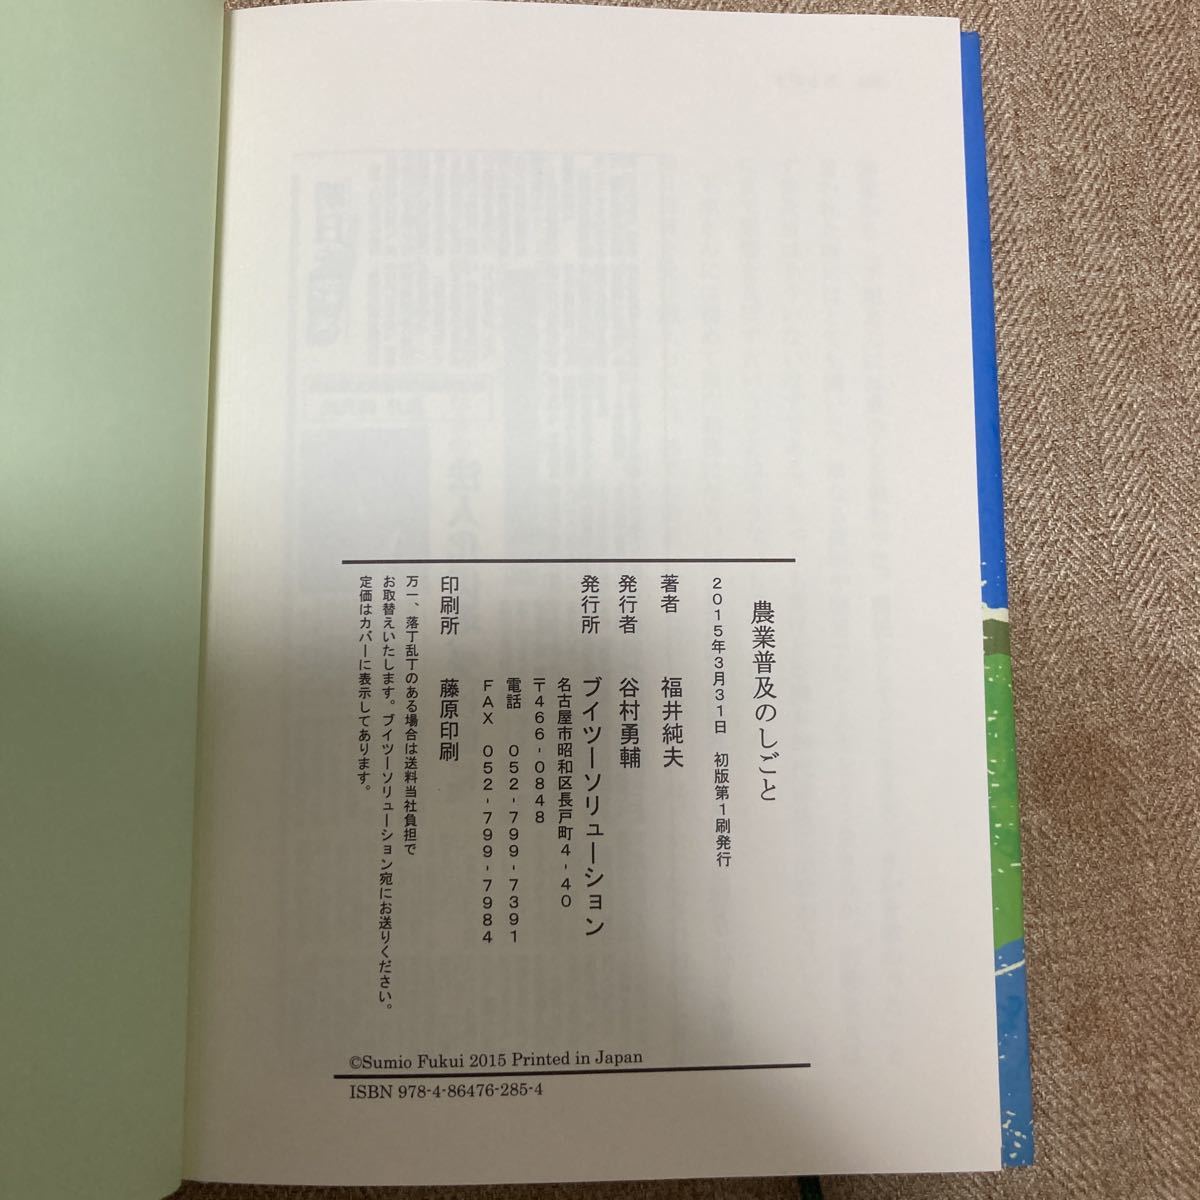 農業普及のしごと
2015年3月31日　初版第1刷発行
著者　福井純夫
発行者　谷村勇輔
発行所　ブイツーソリューション
名古屋市昭和区長戸町4-40
〒466-0848
電話　052-799-7391
FAX　052-799-7984
印刷所　藤原印刷
万一、落丁乱丁のある場合は送料当社負担で
お取替えいたします。ブイツーソリューション宛にお送りください。
定価はカバーに表示してあります。
©Sumio Fukui 2015 Printed in Japan
ISBN 978-4-86476-285-4